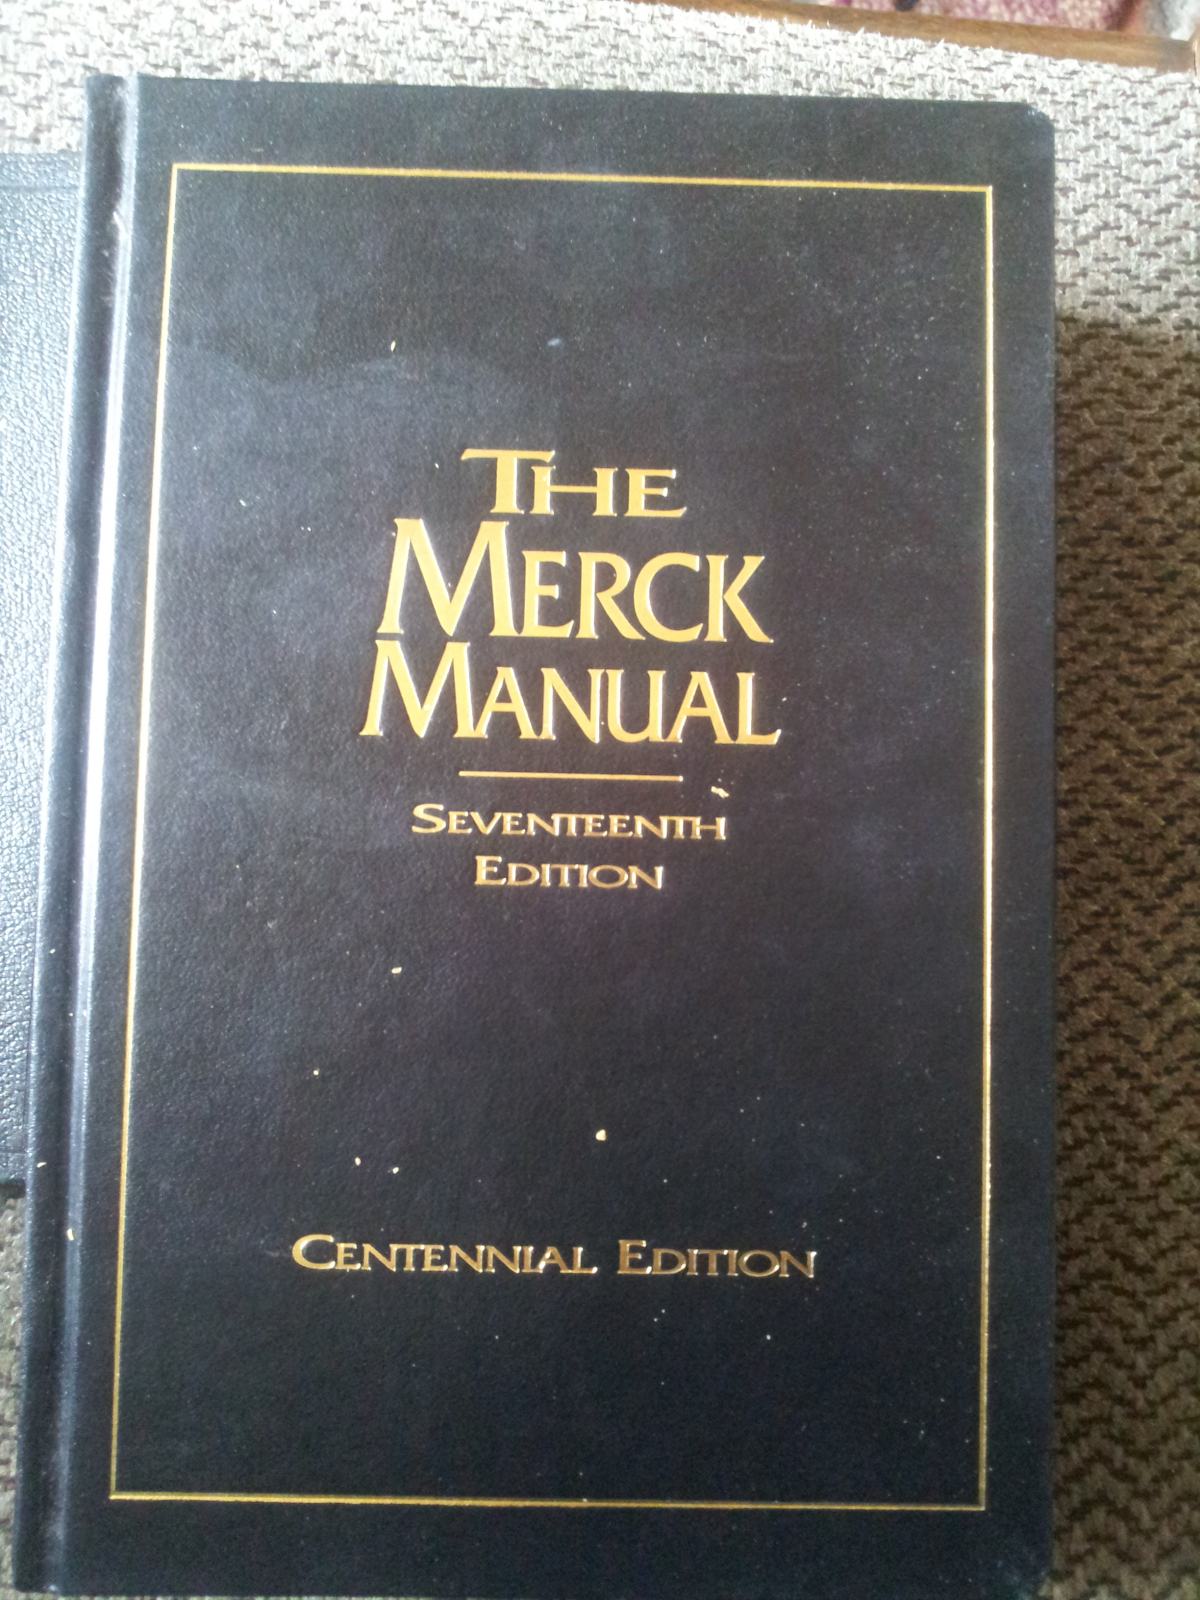 THE
MERCK
MANUAL
SEVENTEENTH
EDITION
CENTENNIAL EDITION